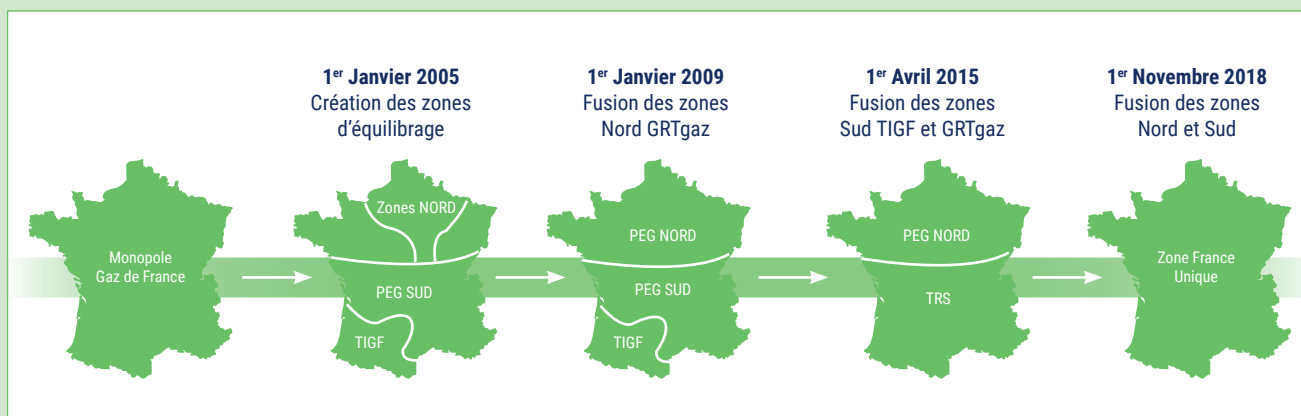 1er Janvier 2005
Création des zones
d'équilibrage
1er Janvier 2009
Fusion des zones
Nord GRTgaz
1er Avril 2015
Fusion des zones
Sud TIGF et GRTgaz
1er Novembre 2018
Fusion des zones
Nord et Sud
Monopole
Gaz de France
Zones NORD
PEG SUD
TIGF
PEG NORD
PEG SUD
TIGF
PEG NORD
TRS
Zone France
Unique